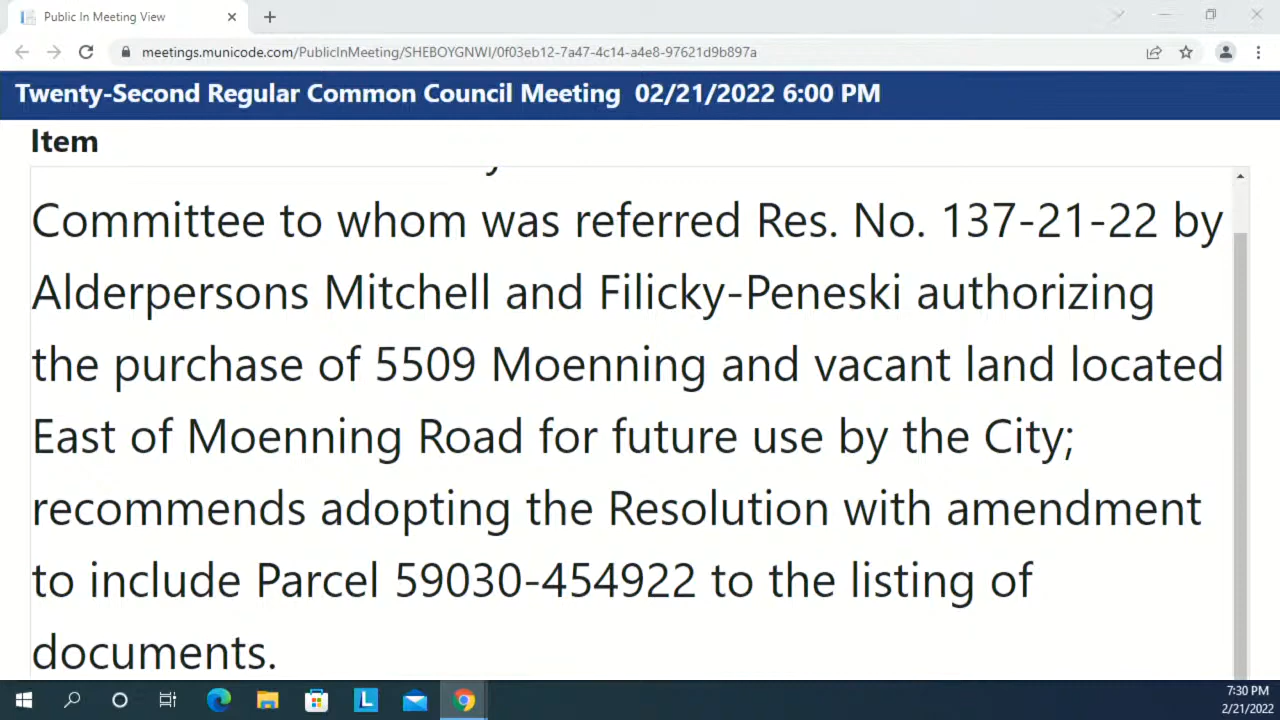 Public In Meeting View
meetings.municode.com/PublicInMeeting/SHEBOYGNWI/0f03eb12-7a47-4c14-a4e8-97621d9b897a
Twenty-Second Regular Common Council Meeting 02/21/2022 6:00 PM
Item
Committee to whom was referred Res. No. 137-21-22 by
Alderpersons Mitchell and Filicky-Peneski authorizing
the purchase of 5509 Moenning and vacant land located
East of Moenning Road for future use by the City;
recommends adopting the Resolution with amendment
to include Parcel 59030-454922 to the listing of
documents.
L
7:30 PM
2/21/2022